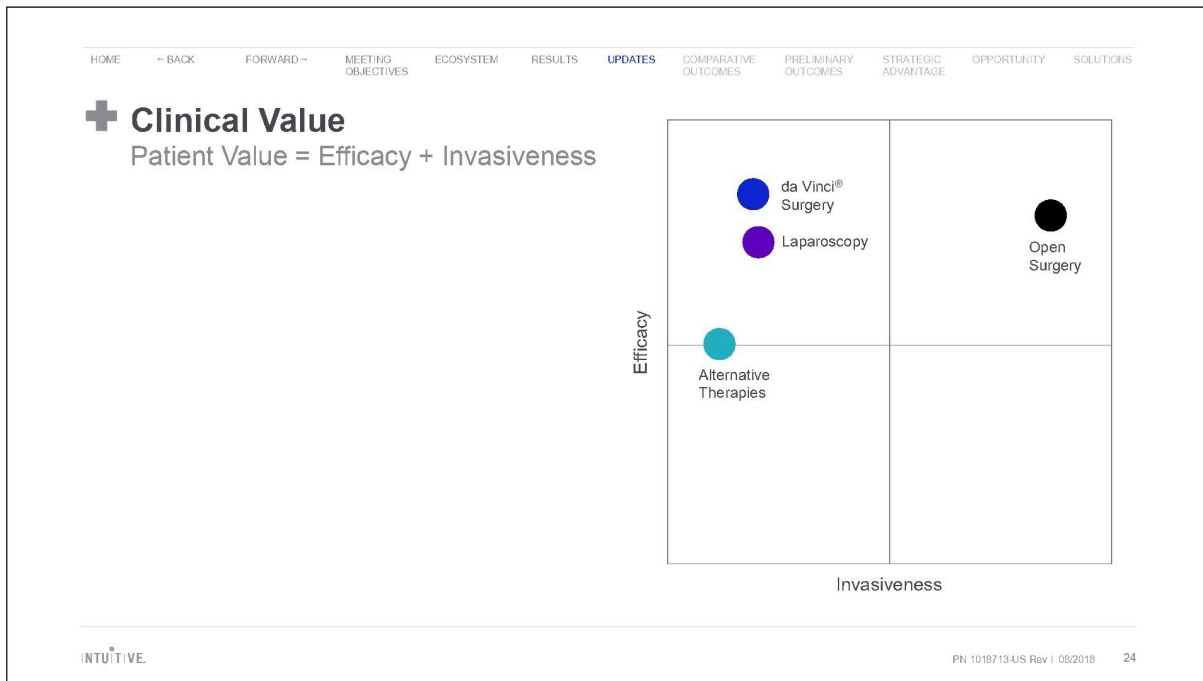 HOME ←BACK FORWARD→ MEETING OBJECTIVES ECOSYSTEM RESULTS UPDATES COMPARATIVE OUTCOMES PRELIMINARY OUTCOMES STRATEGIC ADVANTAGE OPPORTUNITY SOLUTIONS
Clinical Value
Patient Value = Efficacy + Invasiveness
da Vinci®
Surgery
Laparoscopy
Open
Surgery
Efficacy
Alternative
Therapies
Invasiveness
INTUITIVE
PN 1018713-US Rev I 08/2018 24